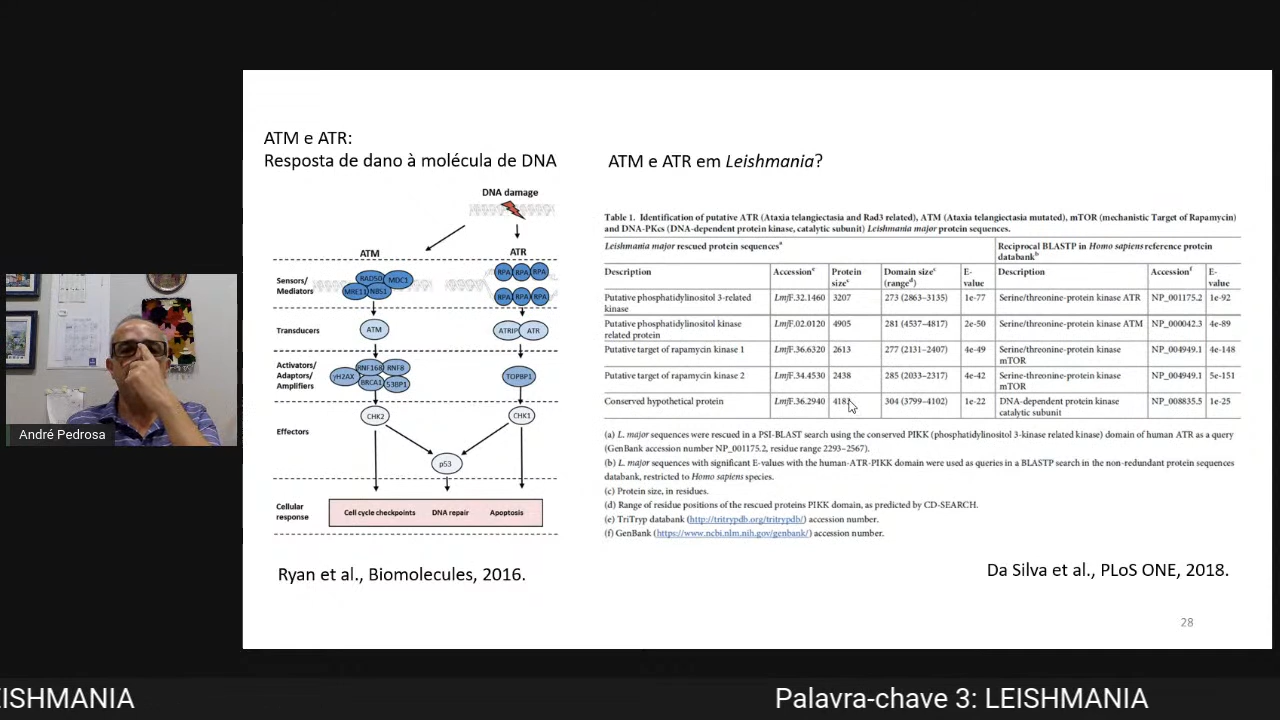 ATM e ATR:
Resposta de dano à molécula de DNA
DNA damage
ATM
ATR
Sensors/
Mediators
RAD50
MDC1
MRE11
NBS1
RPA RPA RPA
RPA RPA RPA
Transducers
ATM
ATRIP ATR
Activators/
Adaptors/
Amplifiers
γH2AX
RNF168 RNF8
BRCA1 53BP1
TOPBP1
Effectors
CHK2
CHK1
p53
Cellular
response
Cell cycle checkpoints DNA repair Apoptosis
Ryan et al., Biomolecules, 2016.
ATM e ATR em Leishmania?
Table 1. Identification of putative ATR (Ataxia telangiectasia and Rad3 related), ATM (Ataxia telangiectasia mutated), mTOR (mechanistic Target of Rapamycin)
and DNA-PKcs (DNA-dependent protein kinase, catalytic subunit) Leishmania major protein sequences.
Leishmania major rescued protein sequencesᵃ Reciprocal BLASTP in Homo sapiens reference protein
databankᵇ
Description Accessionᵉ Protein sizeᶜ Domain sizeᶜ (rangeᵈ) E-value Description Accessionᶠ E-value
Putative phosphatidylinositol 3-related kinase LmjF.32.1460 3207 273 (2863–3135) 1e-77 Serine/threonine-protein kinase ATR NP_001175.2 1e-92
Putative phosphatidylinositol kinase related protein LmjF.02.0120 4905 281 (4537–4817) 2e-50 Serine/threonine-protein kinase ATM NP_000042.3 4e-89
Putative target of rapamycin kinase 1 LmjF.36.6320 2613 277 (2131–2407) 4e-49 Serine/threonine-protein kinase mTOR NP_004949.1 4e-148
Putative target of rapamycin kinase 2 LmjF.34.4530 2438 285 (2033–2317) 4e-42 Serine/threonine-protein kinase mTOR NP_004949.1 5e-151
Conserved hypothetical protein LmjF.36.2940 304 (3799–4102) 1e-22 DNA-dependent protein kinase catalytic subunit NP_008835.5 1e-25
(a) L. major sequences were rescued in a PSI-BLAST search using the conserved PIKK (phosphatidylinositol 3-kinase related kinase) domain of human ATR as a query
(GenBank accession number NP_001175.2, residue range 2293–2567).
(b) L. major sequences with significant E-values with the human-ATR-PIKK domain were used as queries in a BLASTP search in the non-redundant protein sequences
databank, restricted to Homo sapiens species.
(c) Protein size, in residues.
(d) Range of residue positions of the rescued proteins PIKK domain, as predicted by CD-SEARCH.
(e) TriTryp databank (http://tritrypdb.org/tritrypdb/) accession number.
(f) GenBank (https://www.ncbi.nlm.nih.gov/genbank/) accession number.
Da Silva et al., PLoS ONE, 2018.
28
André Pedrosa
EISHMANIA
Palavra-chave 3: LEISHMANIA